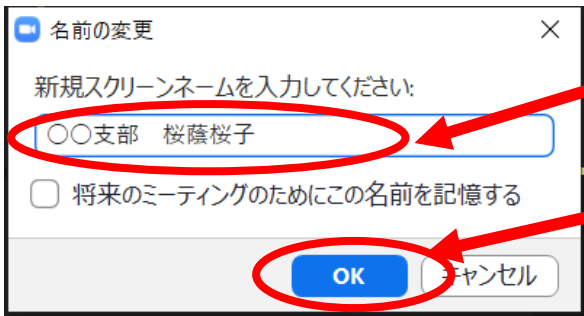 名前の変更
新規スクリーンネームを入力してください:
○○支部　桜蔭桜子
将来のミーティングのためにこの名前を記憶する
OK キャンセル